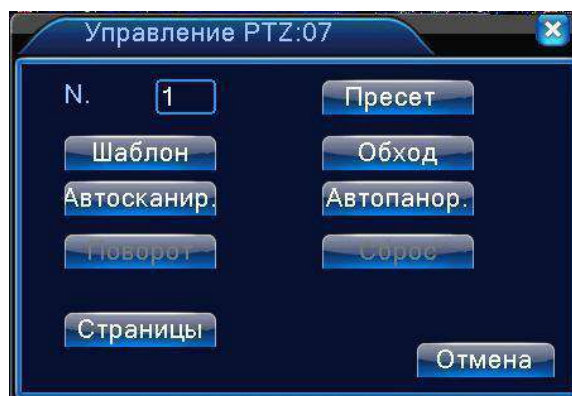 Управление PTZ:07
N. 1 Пресет
Шаблон Обход
Автосканир. Автопанор.
Поворот Сброс
Страницы
Отмена